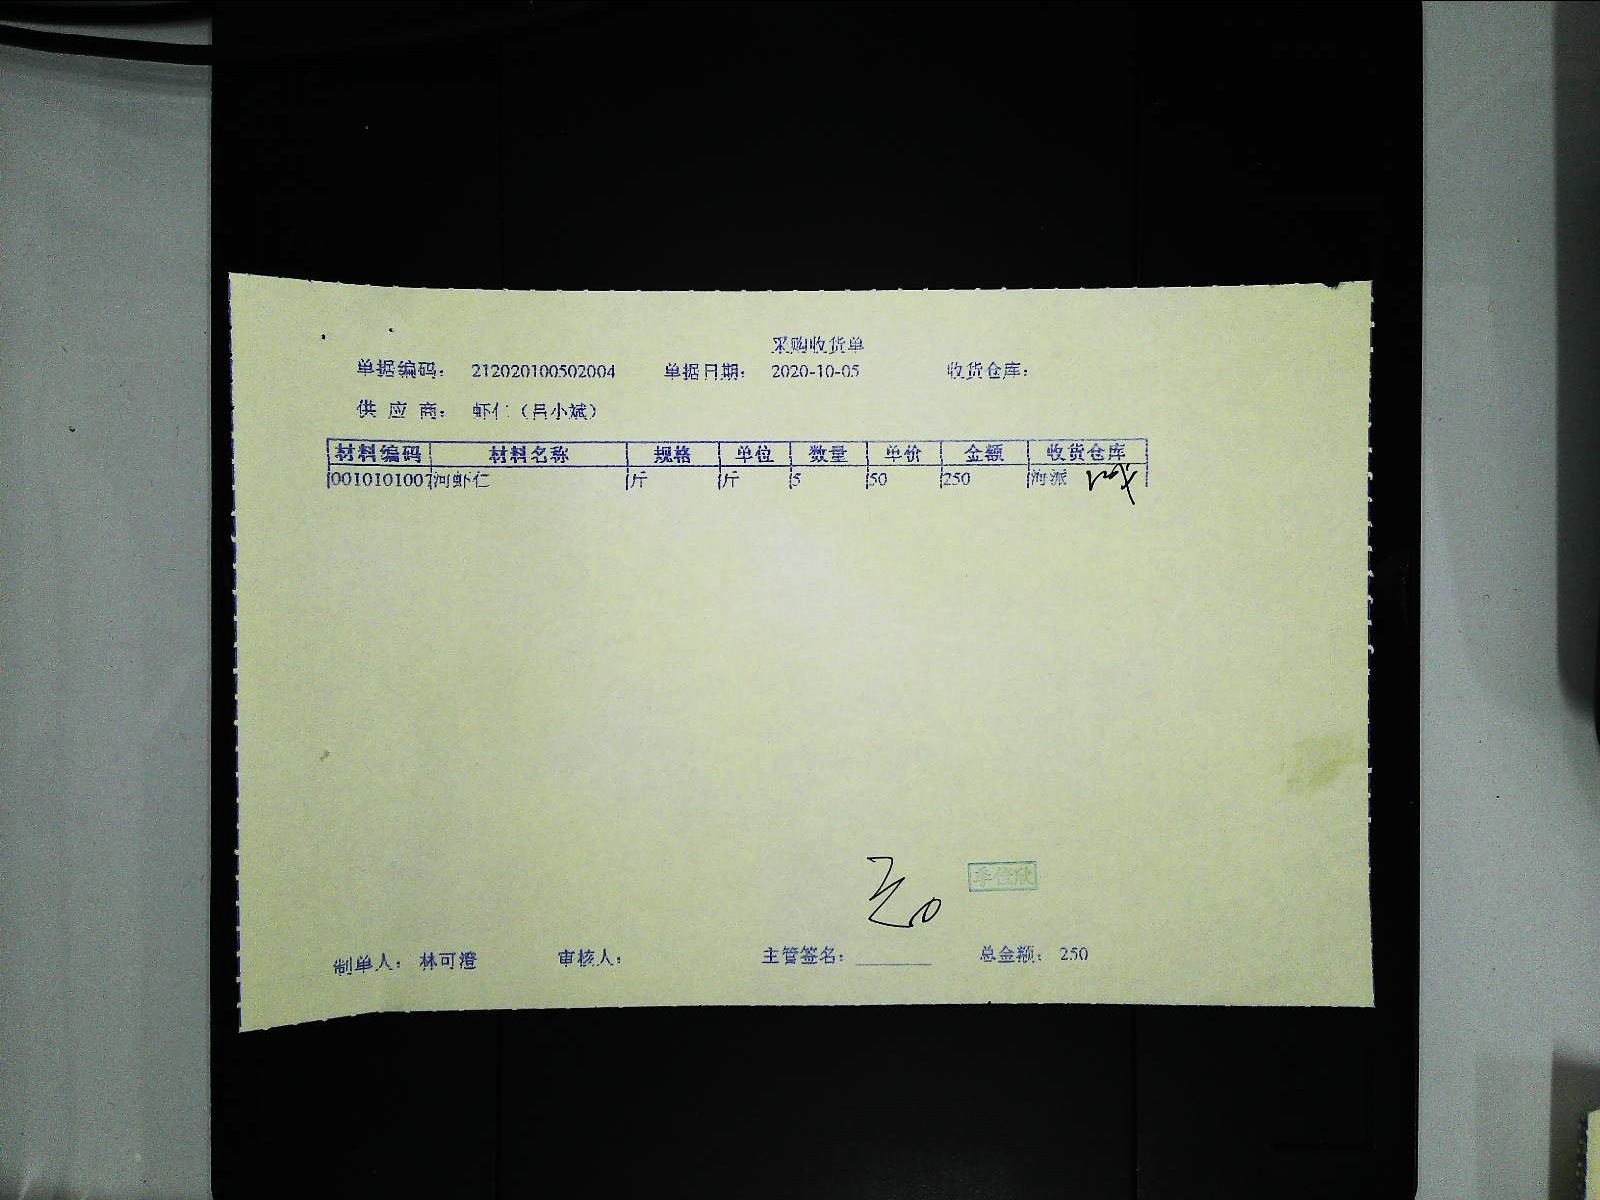 采购收货单
单据编码： 212020100502004 单据日期： 2020-10-05 收货仓库：
供应商： 虾仁（吕小斌）
材料编码 材料名称 规格 单位 数量 单价 金额 收货仓库
0010101007 河虾仁 斤 斤 5 50 250 海派
制单人： 林可澄 审核人： 主管签名： ________ 总金额： 250